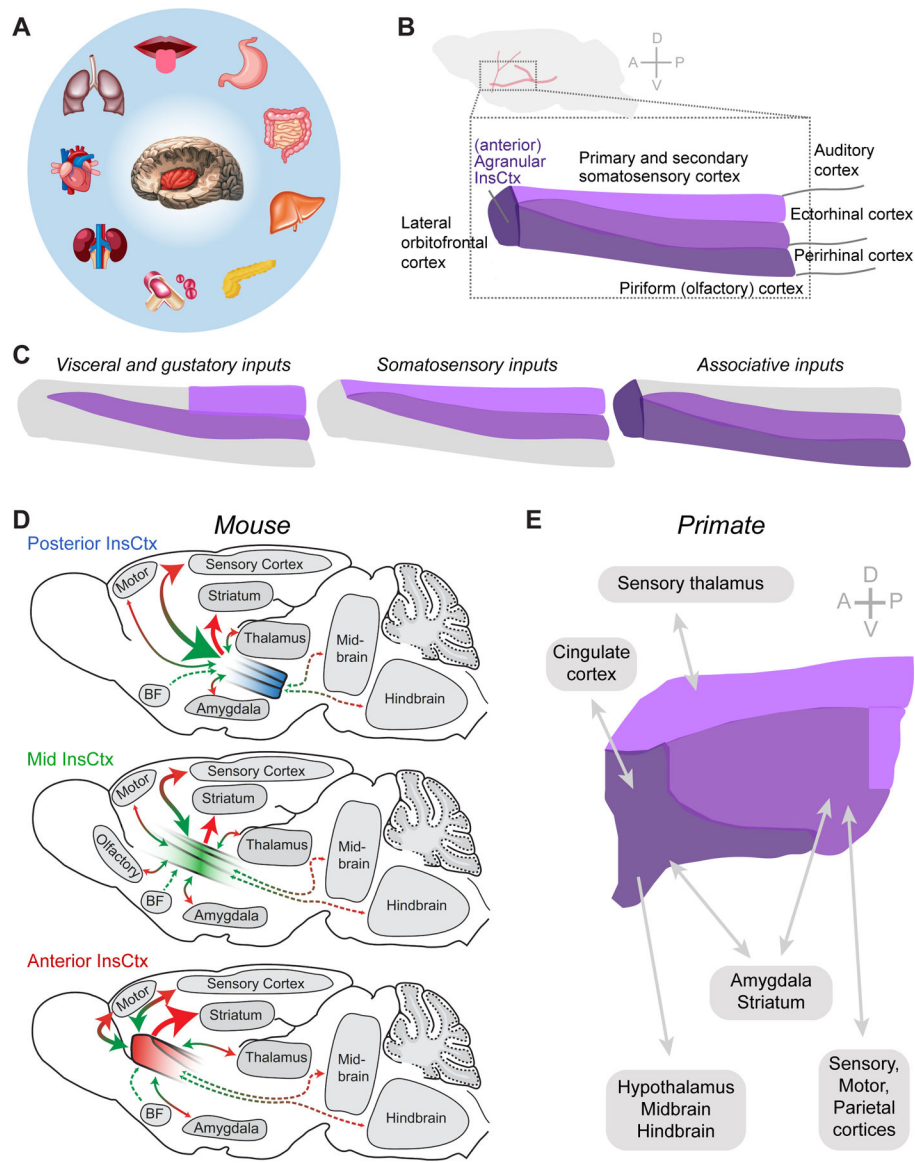 A
B
D
A
P
V
(anterior)
Agranular
InsCtx
Primary and secondary
somatosensory cortex
Auditory
cortex
Ectorhinal cortex
Lateral
orbitofrontal
cortex
Perirhinal cortex
Piriform (olfactory) cortex
C
Visceral and gustatory inputs
Somatosensory inputs
Associative inputs
D
Mouse
Posterior InsCtx
Motor
Sensory Cortex
Striatum
Thalamus
Mid-
brain
BF
Amygdala
Hindbrain
Mid InsCtx
Motor
Sensory Cortex
Striatum
Olfactory
Thalamus
Mid-
brain
BF
Amygdala
Hindbrain
Anterior InsCtx
Motor
Sensory Cortex
Striatum
Thalamus
Mid-
brain
BF
Amygdala
Hindbrain
E
Primate
Sensory thalamus
D
A
P
V
Cingulate
cortex
Amygdala
Striatum
Hypothalamus
Midbrain
Hindbrain
Sensory,
Motor,
Parietal
cortices